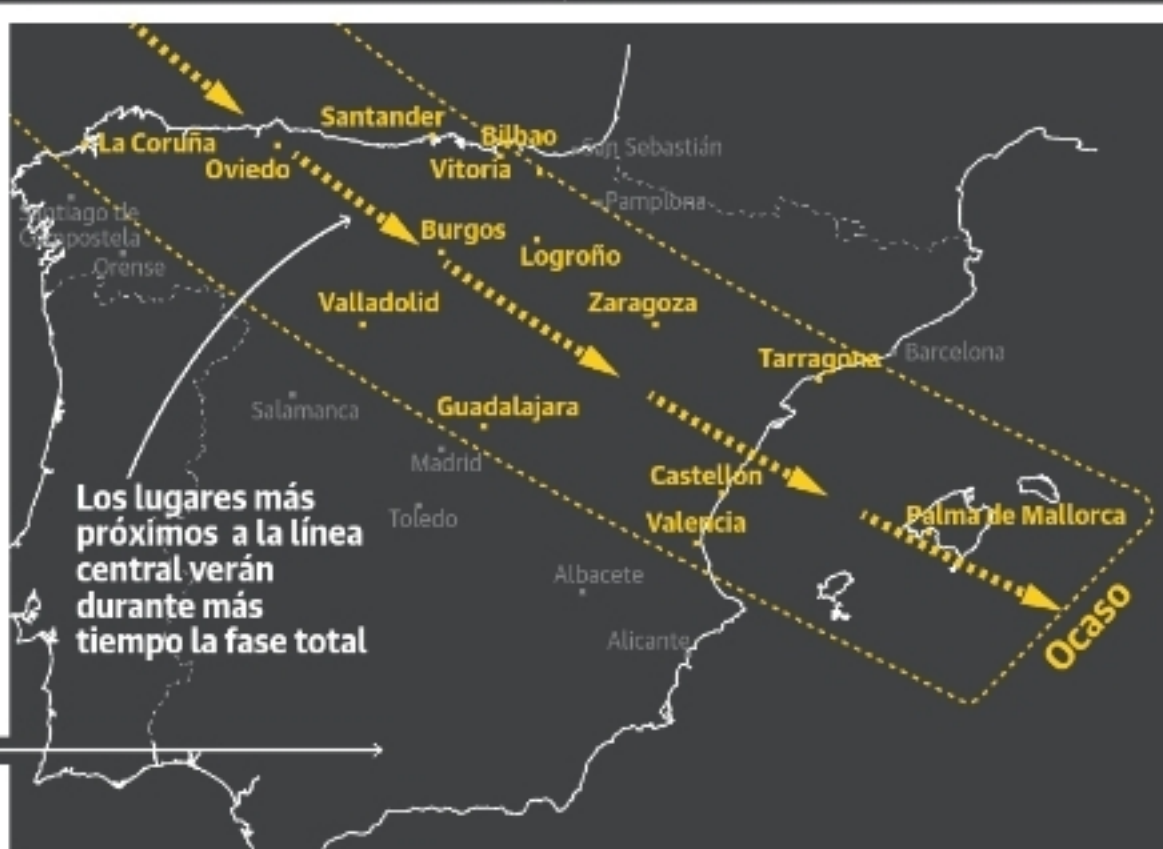 Santander
Bilbao
La Coruña
San Sebastián
Oviedo
Vitoria
Pamplona
Santiago de
Compostela
Burgos
Logroño
Orense
Valladolid
Zaragoza
Tarragona
Barcelona
Salamanca
Guadalajara
Madrid
Castellón
Los lugares más
próximos a la línea
central verán
durante más
tiempo la fase total
Toledo
Valencia
Palma de Mallorca
Albacete
Alicante
Ocaso